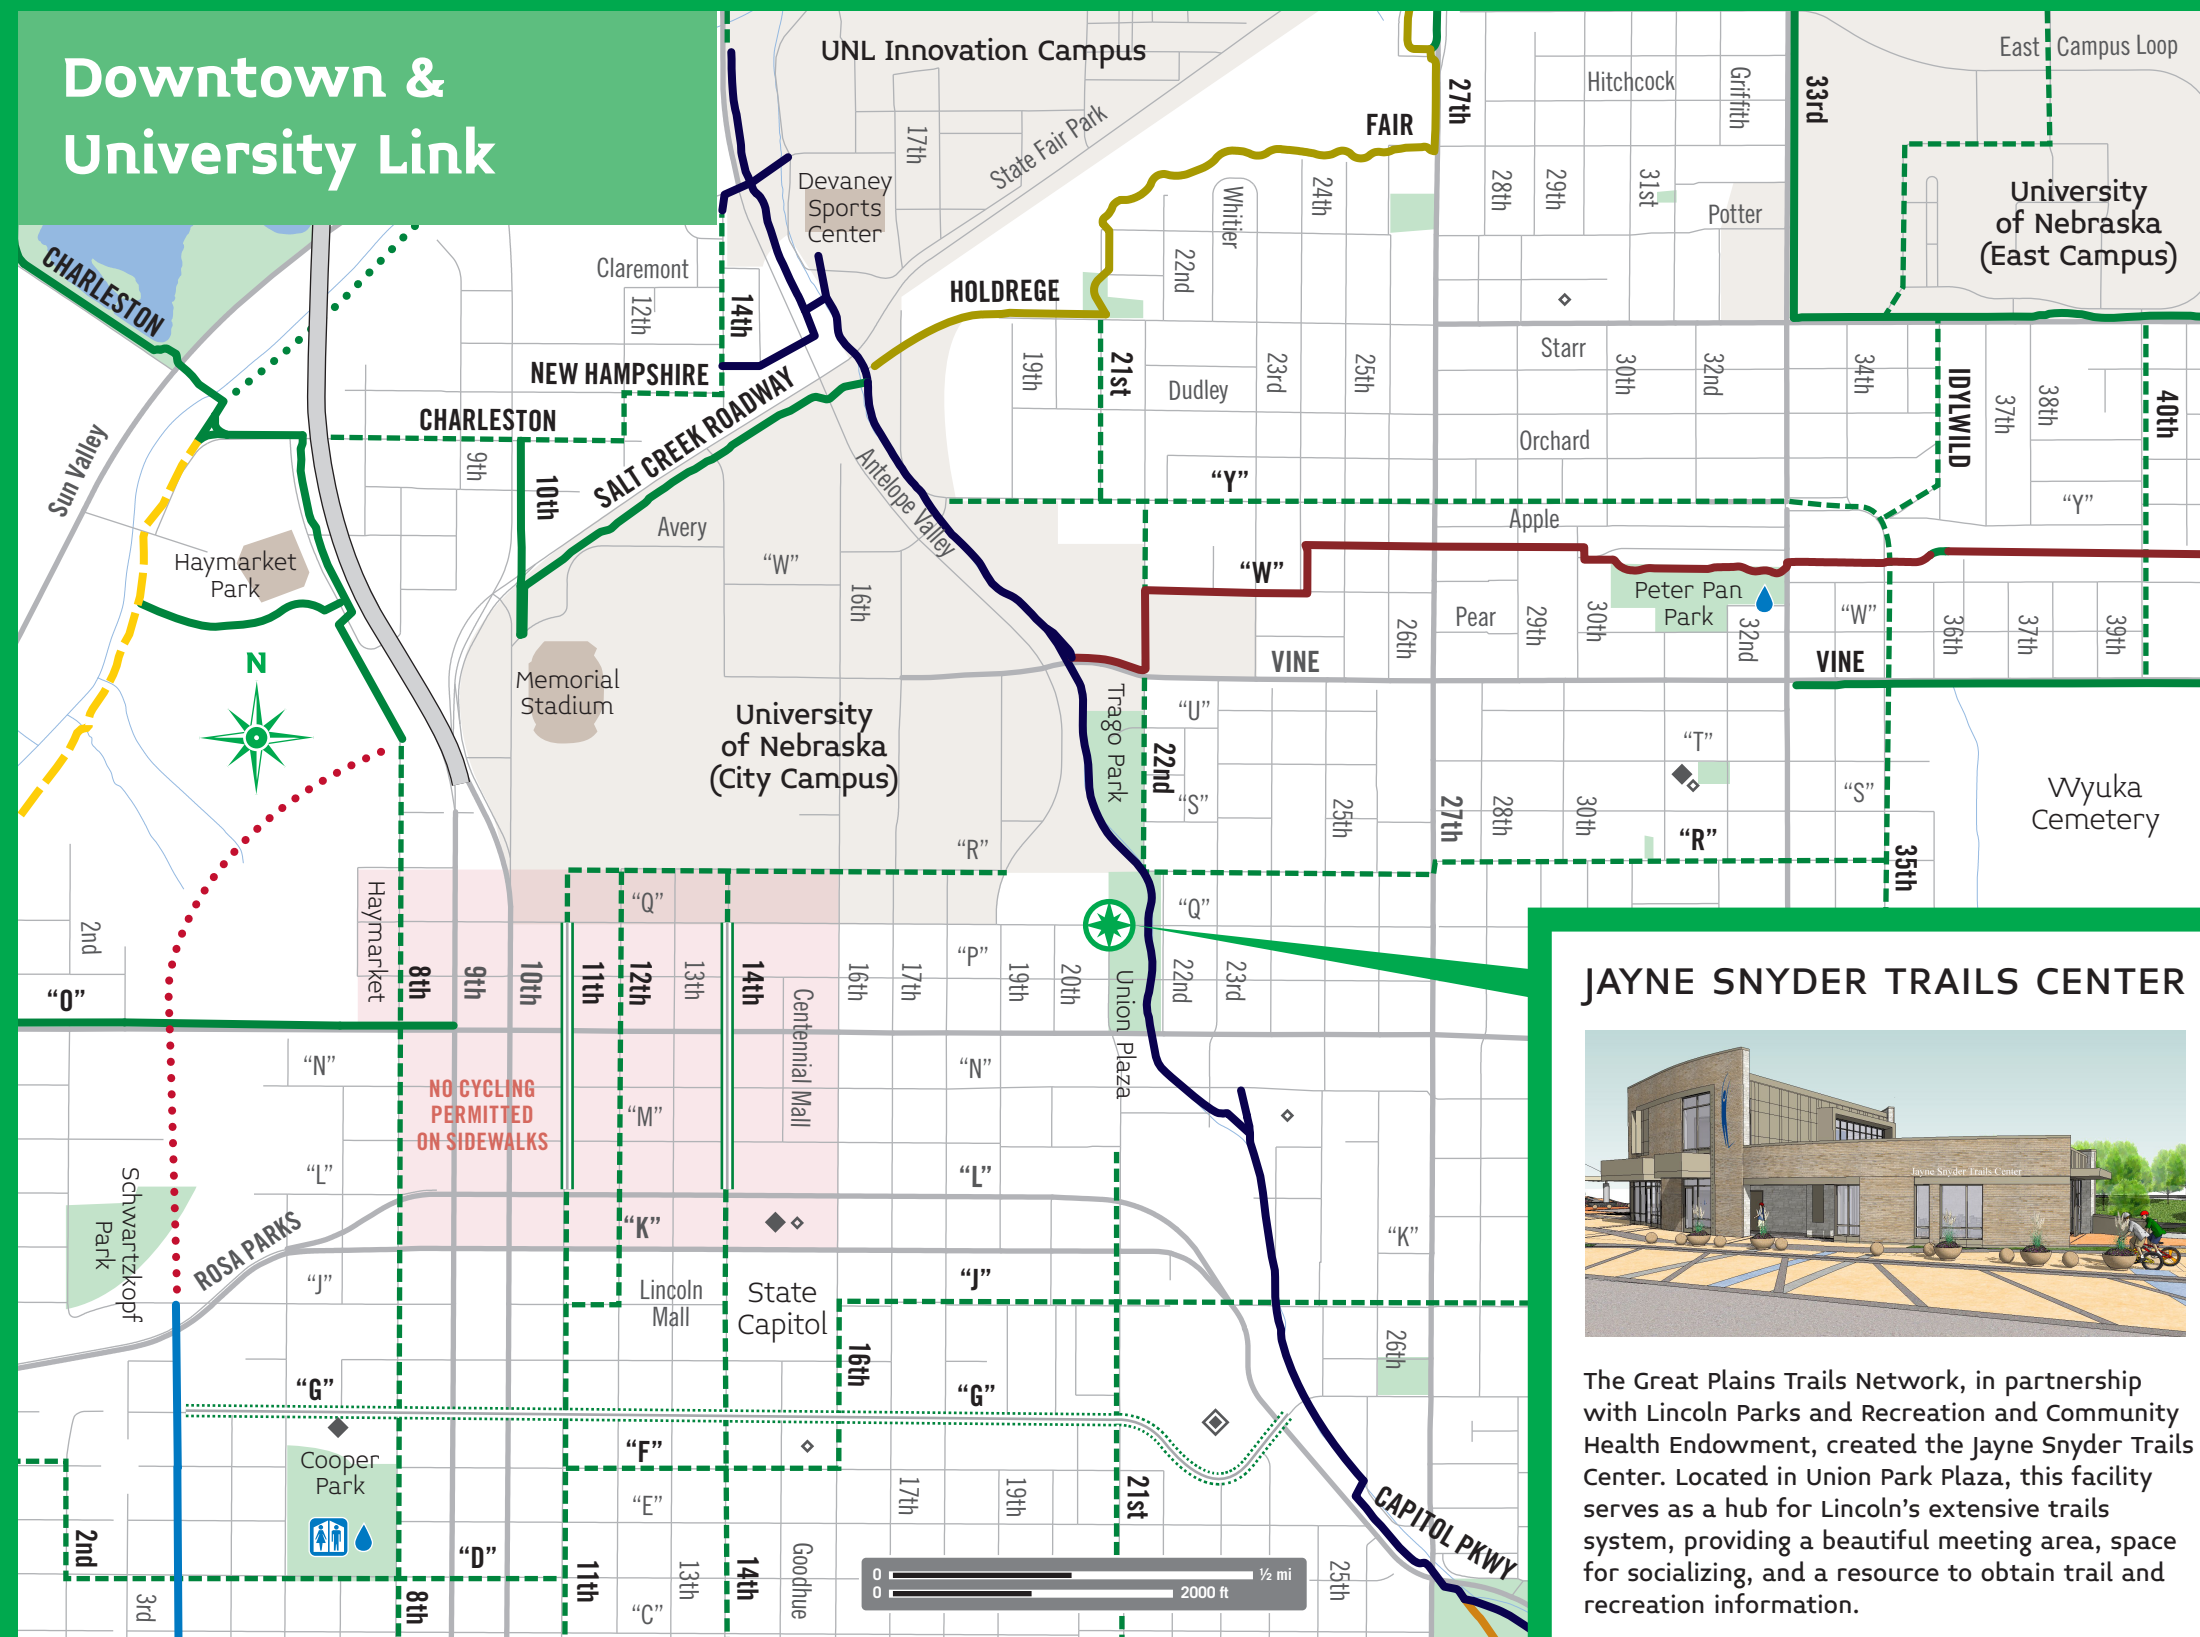 Downtown &
University Link
UNL Innovation Campus
17th
State Fair Park
Devaney
Sports
Center
FAIR
27th
Hitchcock
Griffith
33rd
East Campus Loop
University
of Nebraska
(East Campus)
28th
29th
31st
Potter
24th
Whittier
22nd
HOLDREGE
CHARLESTON
Claremont
12th
14th
NEW HAMPSHIRE
CHARLESTON
SALT CREEK ROADWAY
Sun Valley
9th
10th
Antelope Valley
19th
21st
Dudley
23rd
25th
Starr
30th
32nd
34th
IDYLWILD
37th
38th
40th
Orchard
“Y”
“Y”
Apple
Avery
“W”
16th
“W”
Haymarket
Park
Peter Pan
Park
Pear
26th
29th
30th
32nd
“W”
36th
37th
39th
N
Memorial
Stadium
VINE
VINE
University
of Nebraska
(City Campus)
Trago Park
“U”
22nd
“S”
25th
27th
28th
30th
“T”
“S”
“R”
35th
Wyuka
Cemetery
“R”
Haymarket
“Q”
“Q”
2nd
“O”
8th
9th
10th
11th
12th
13th
14th
Centennial Mall
16th
17th
“P”
19th
20th
Union Plaza
22nd
23rd
“N”
“N”
NO CYCLING
PERMITTED
ON SIDEWALKS
“M”
Schwartzkopf
Park
“L”
“L”
ROSA PARKS
“K”
“K”
“J”
“J”
Lincoln
Mall
State
Capitol
16th
26th
“G”
“G”
“F”
Cooper
Park
“E”
17th
19th
21st
CAPITOL PKWY
2nd
“D”
3rd
8th
11th
“C”
13th
14th
Goodhue
25th
0 ½ mi
0 2000 ft
JAYNE SNYDER TRAILS CENTER
Jayne Snyder Trails Center
The Great Plains Trails Network, in partnership
with Lincoln Parks and Recreation and Community
Health Endowment, created the Jayne Snyder Trails
Center. Located in Union Park Plaza, this facility
serves as a hub for Lincoln’s extensive trails
system, providing a beautiful meeting area, space
for socializing, and a resource to obtain trail and
recreation information.